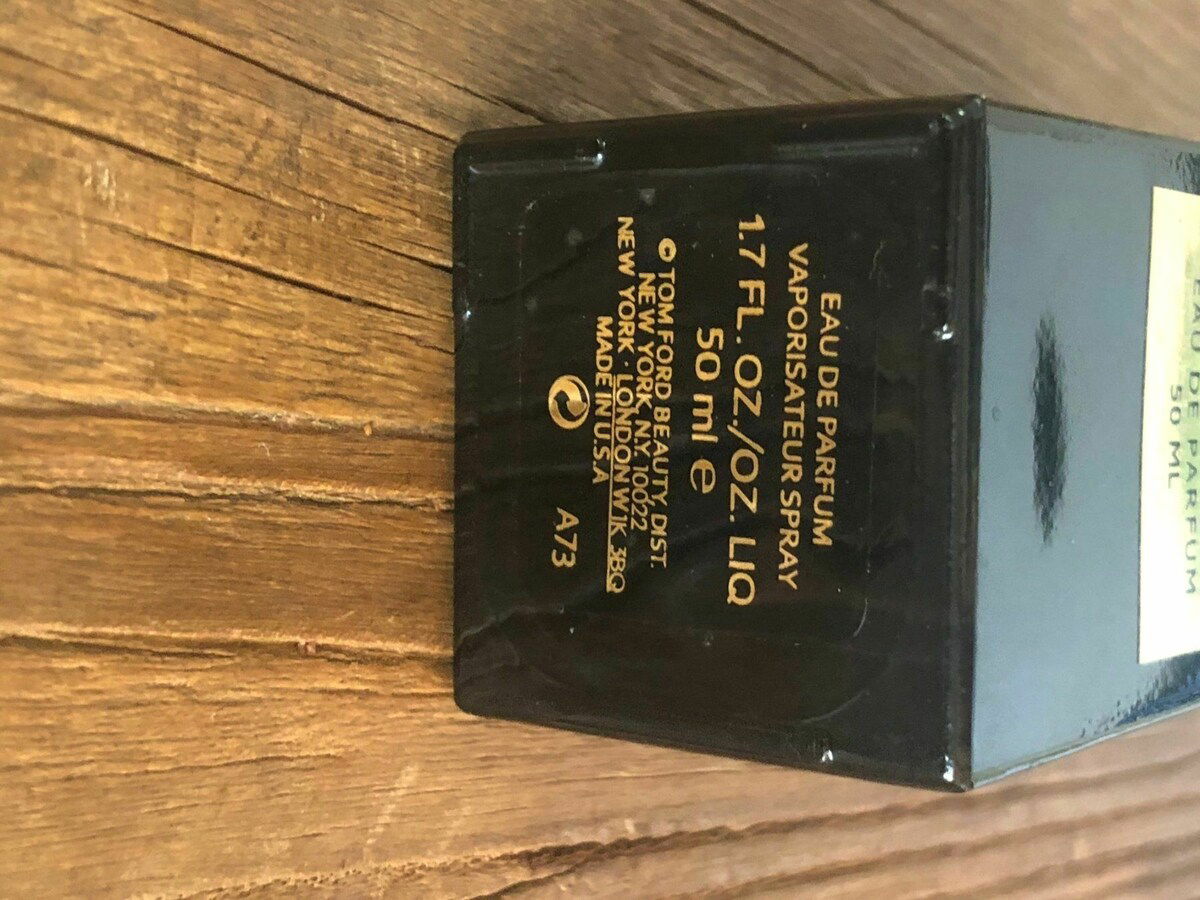 EAU DE PARFUM
VAPORISATEUR SPRAY
1.7 FL. OZ./OZ. LIQ
50 ml e
© TOM FORD BEAUTY, DIST.
NEW YORK, N.Y. 10022
NEW YORK · LONDON W1K 3BQ
MADE IN U.S.A
A73
EAU DE PARFUM
50 ML